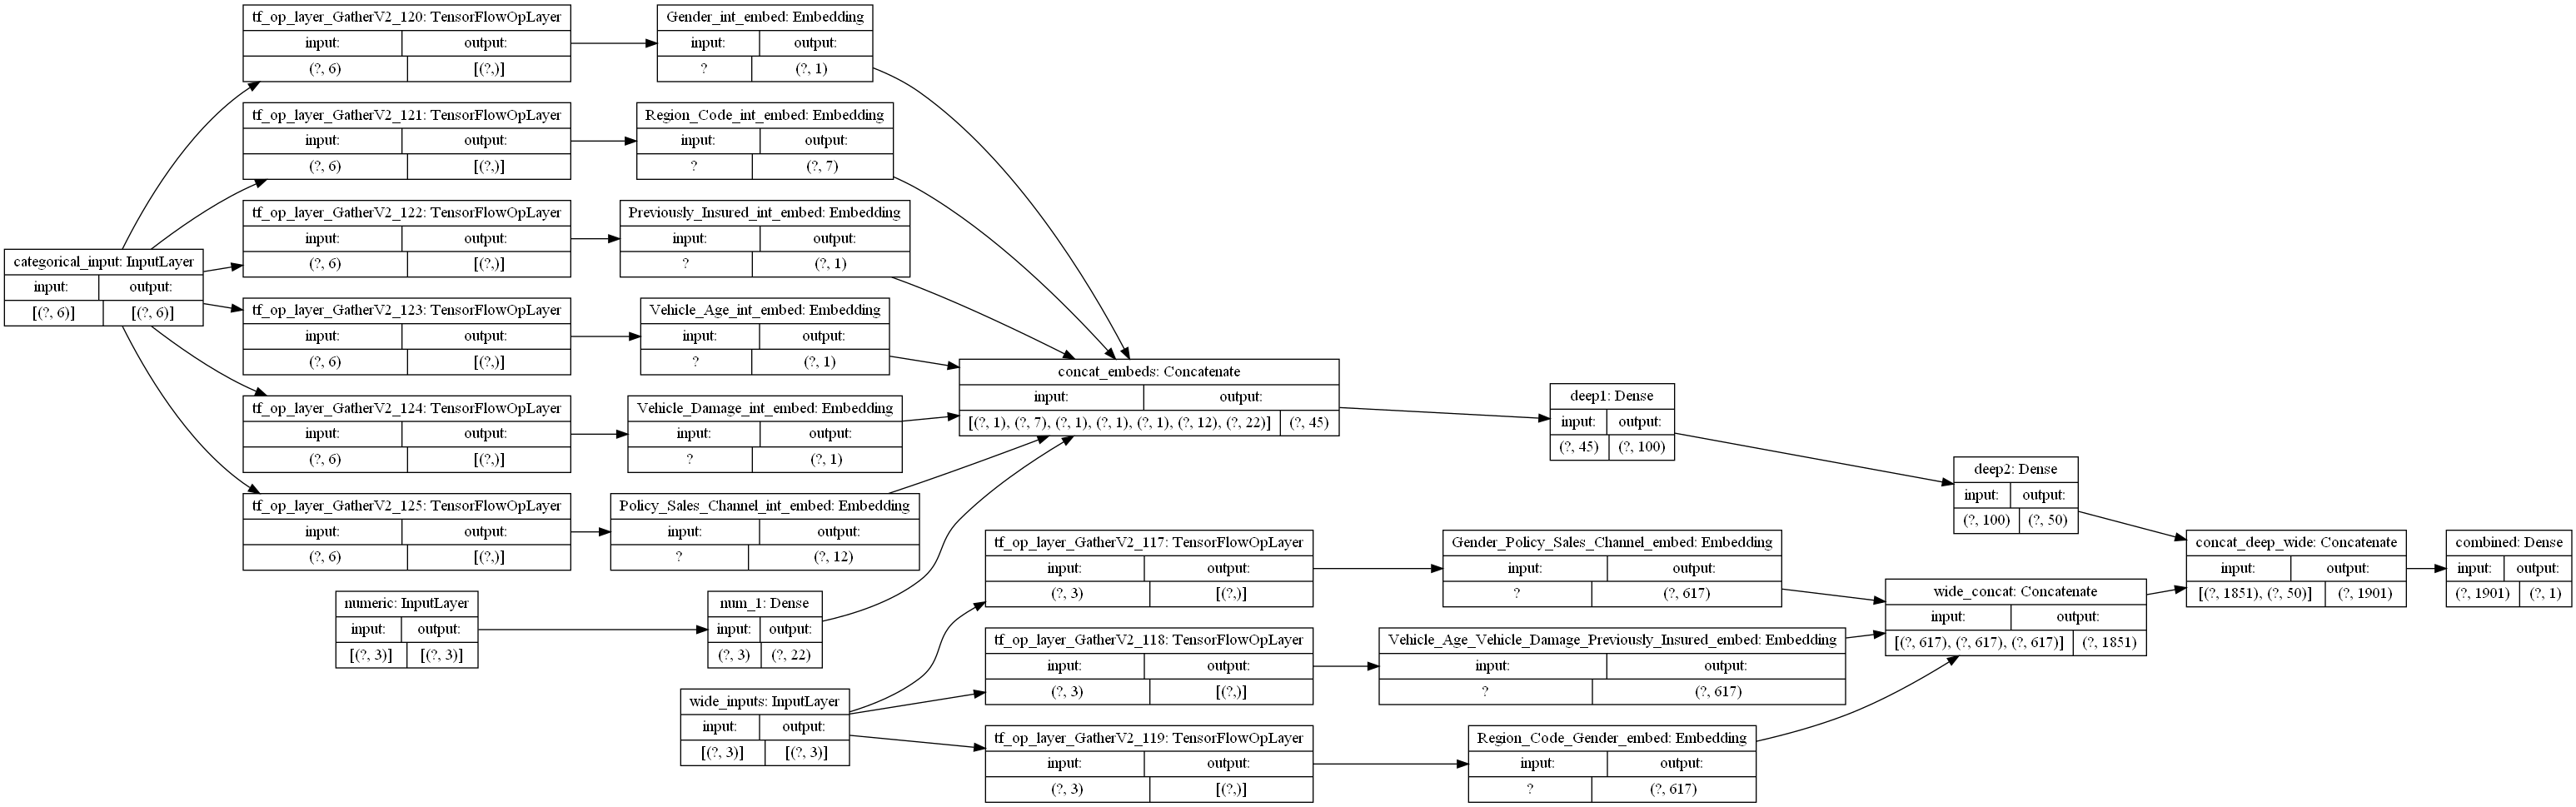 tf_op_layer_GatherV2_120: TensorFlowOpLayer
input: output:
(?, 6) [(?,)]
Gender_int_embed: Embedding
input: output:
? (?, 1)
tf_op_layer_GatherV2_121: TensorFlowOpLayer
input: output:
(?, 6) [(?,)]
Region_Code_int_embed: Embedding
input: output:
? (?, 7)
tf_op_layer_GatherV2_122: TensorFlowOpLayer
input: output:
(?, 6) [(?,)]
Previously_Insured_int_embed: Embedding
input: output:
? (?, 1)
categorical_input: InputLayer
input: output:
[(?, 6)] [(?, 6)]
tf_op_layer_GatherV2_123: TensorFlowOpLayer
input: output:
(?, 6) [(?,)]
Vehicle_Age_int_embed: Embedding
input: output:
? (?, 1)
tf_op_layer_GatherV2_124: TensorFlowOpLayer
input: output:
(?, 6) [(?,)]
Vehicle_Damage_int_embed: Embedding
input: output:
? (?, 1)
concat_embeds: Concatenate
input: output:
[(?, 1), (?, 7), (?, 1), (?, 1), (?, 1), (?, 12), (?, 22)] (?, 45)
deep1: Dense
input: output:
(?, 45) (?, 100)
deep2: Dense
input: output:
(?, 100) (?, 50)
tf_op_layer_GatherV2_125: TensorFlowOpLayer
input: output:
(?, 6) [(?,)]
Policy_Sales_Channel_int_embed: Embedding
input: output:
? (?, 12)
tf_op_layer_GatherV2_117: TensorFlowOpLayer
input: output:
(?, 3) [(?,)]
Gender_Policy_Sales_Channel_embed: Embedding
input: output:
? (?, 617)
concat_deep_wide: Concatenate
input: output:
[(?, 1851), (?, 50)] (?, 1901)
combined: Dense
input: output:
(?, 1901) (?, 1)
numeric: InputLayer
input: output:
[(?, 3)] [(?, 3)]
num_1: Dense
input: output:
(?, 3) (?, 22)
wide_concat: Concatenate
input: output:
[(?, 617), (?, 617), (?, 617)] (?, 1851)
tf_op_layer_GatherV2_118: TensorFlowOpLayer
input: output:
(?, 3) [(?,)]
Vehicle_Age_Vehicle_Damage_Previously_Insured_embed: Embedding
input: output:
? (?, 617)
wide_inputs: InputLayer
input: output:
[(?, 3)] [(?, 3)]
tf_op_layer_GatherV2_119: TensorFlowOpLayer
input: output:
(?, 3) [(?,)]
Region_Code_Gender_embed: Embedding
input: output:
? (?, 617)